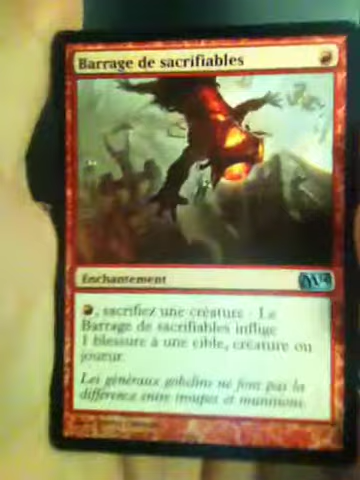 Barrage de sacrifiables
Enchantement
M14
, sacrifiez une créature : Le
Barrage de sacrifiables inflige
1 blessure à une cible, créature ou
joueur.
Les généraux gobelins ne font pas la
différence entre troupes et munitions.